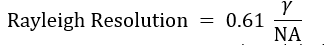 Rayleigh Resolution = 0.61 γ/NA